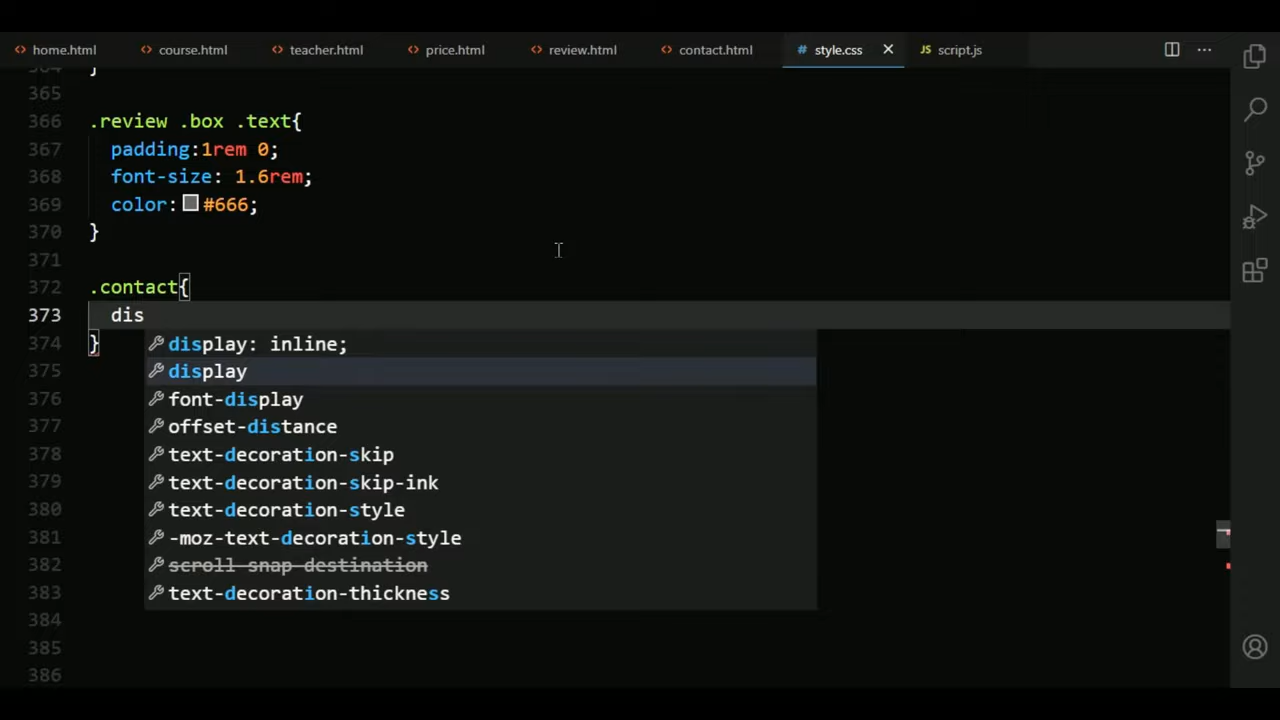 home.html course.html teacher.html price.html review.html contact.html # style.css JS script.js
364 }
365
366 .review .box .text{
367 padding:1rem 0;
368 font-size: 1.6rem;
369 color: #666;
370 }
371
372 .contact{
373 dis
374 }
display: inline;
375 display
376 font-display
377 offset-distance
378 text-decoration-skip
379 text-decoration-skip-ink
380 text-decoration-style
381 -moz-text-decoration-style
382 scroll-snap-destination
383 text-decoration-thickness
384
385
386